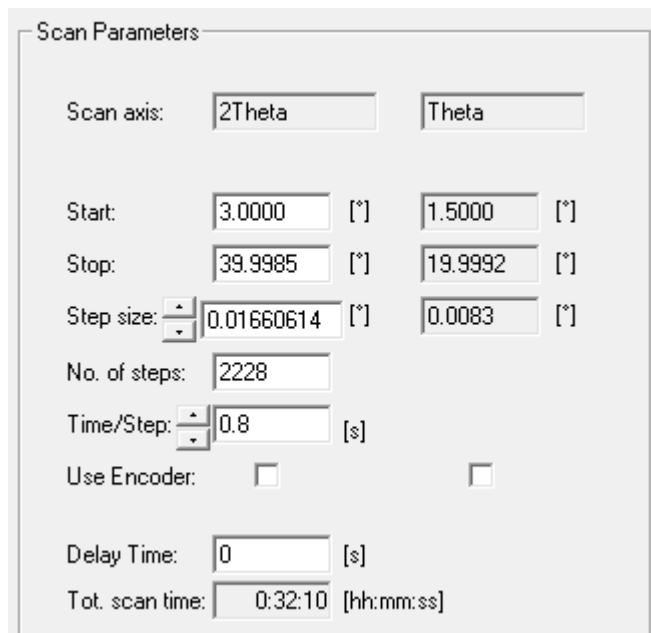 Scan Parameters
Scan axis: 2Theta Theta
Start: 3.0000 [°] 1.5000 [°]
Stop: 39.9985 [°] 19.9992 [°]
Step size: 0.01660614 [°] 0.0083 [°]
No. of steps: 2228
Time/Step: 0.8 [s]
Use Encoder:
Delay Time: 0 [s]
Tot. scan time: 0:32:10 [hh:mm:ss]